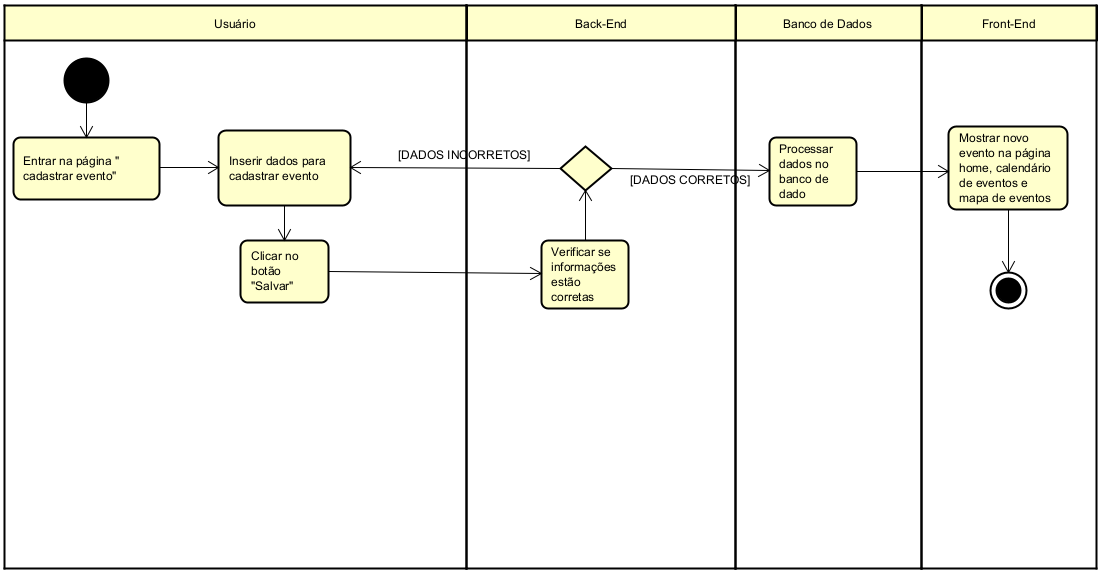 Usuário
Back-End
Banco de Dados
Front-End
Entrar na página "
cadastrar evento"
Inserir dados para
cadastrar evento
Clicar no
botão
"Salvar"
[DADOS INCORRETOS]
[DADOS CORRETOS]
Verificar se
informações
estão
corretas
Processar
dados no
banco de
dado
Mostrar novo
evento na página
home, calendário
de eventos e
mapa de eventos